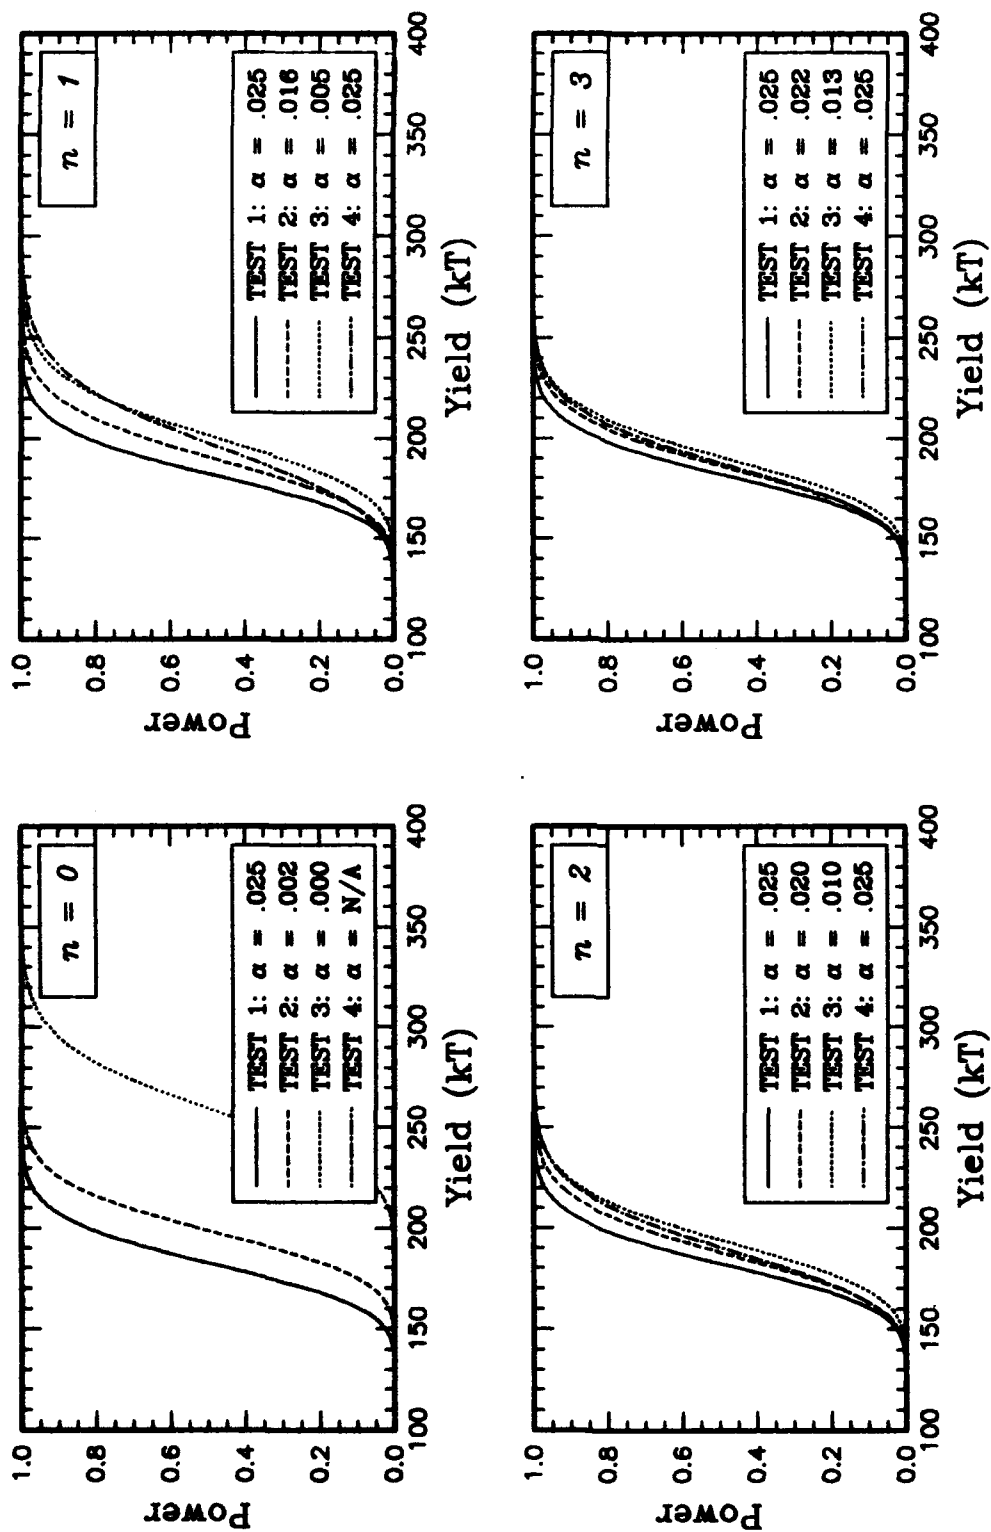 Power
1.0
0.8
0.6
0.4
0.2
0.0
n = 0
TEST 1: α = .025
TEST 2: α = .002
TEST 3: α = .000
TEST 4: α = N/A
100 150 200 250 300 350 400
Yield (kT)
Power
1.0
0.8
0.6
0.4
0.2
0.0
n = 1
TEST 1: α = .025
TEST 2: α = .016
TEST 3: α = .005
TEST 4: α = .025
100 150 200 250 300 350 400
Yield (kT)
Power
1.0
0.8
0.6
0.4
0.2
0.0
n = 2
TEST 1: α = .025
TEST 2: α = .020
TEST 3: α = .010
TEST 4: α = .025
100 150 200 250 300 350 400
Yield (kT)
Power
1.0
0.8
0.6
0.4
0.2
0.0
n = 3
TEST 1: α = .025
TEST 2: α = .022
TEST 3: α = .013
TEST 4: α = .025
100 150 200 250 300 350 400
Yield (kT)